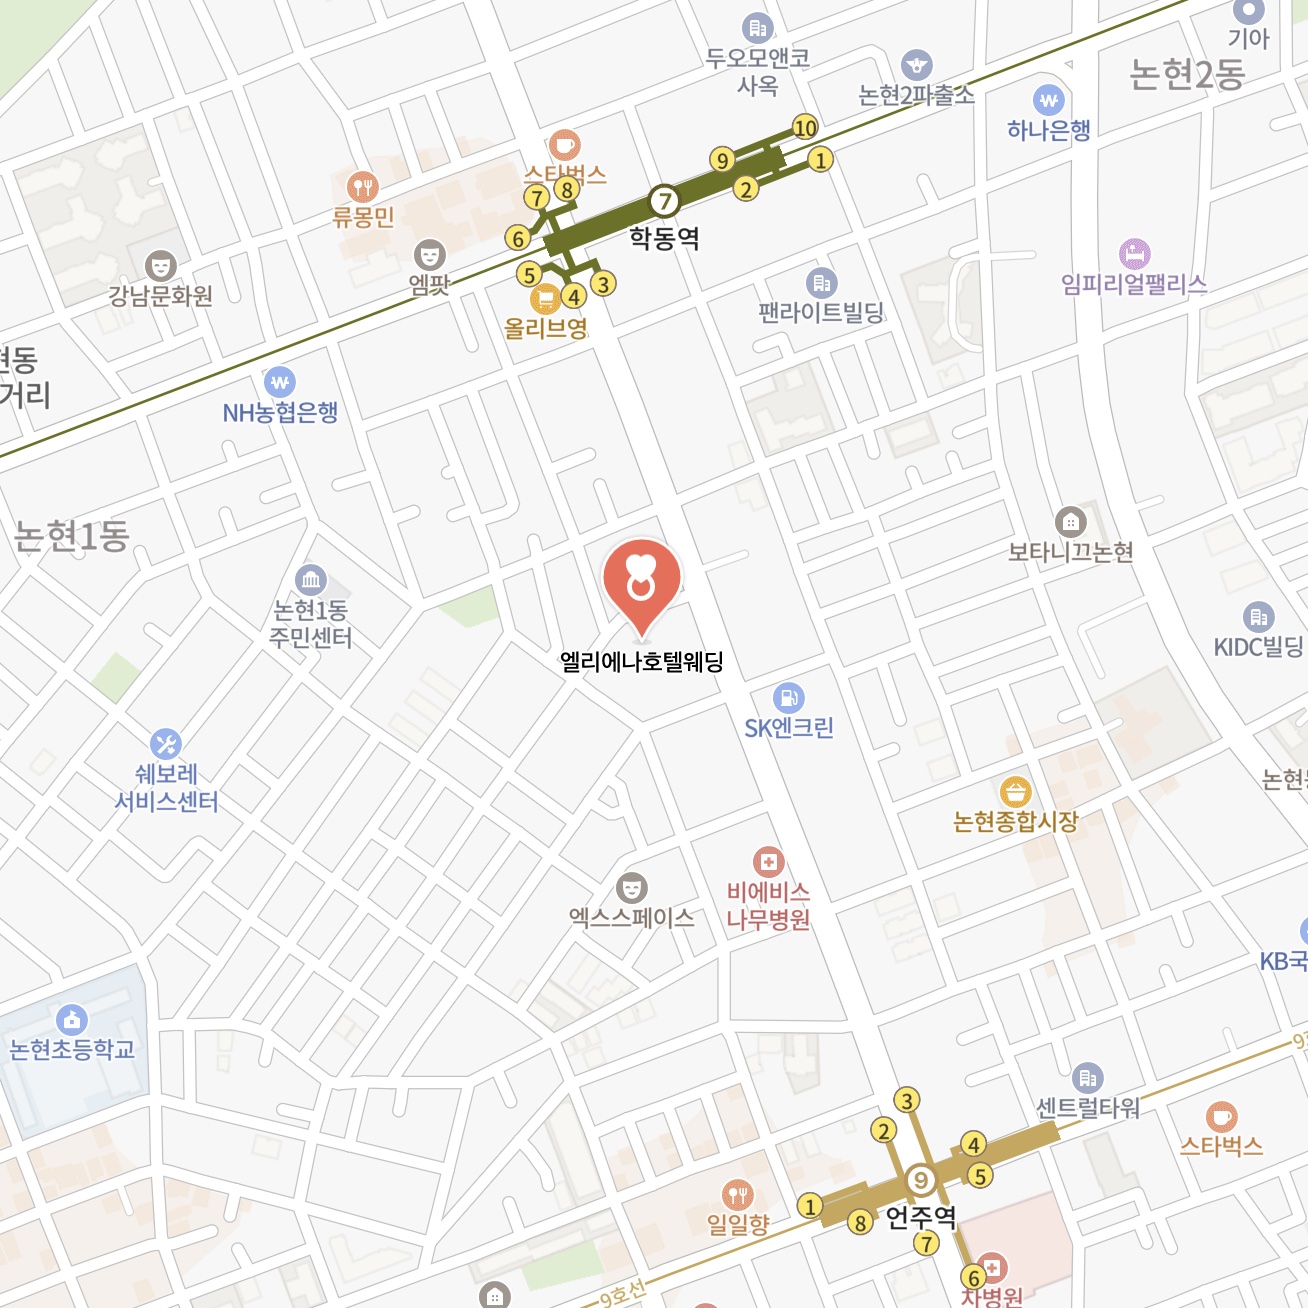 두오모앤코
사옥
기아
논현2동
논현2파출소
하나은행
10
9
1
2
스타벅스
7
8
7
류몽민
6
학동역
엠팟
5
3
4
강남문화원
임피리얼팰리스
올리브영
팬라이트빌딩
현동
거리
NH농협은행
논현1동
보타니끄논현
논현1동
주민센터
KIDC빌딩
엘리에나호텔웨딩
SK엔크린
쉐보레
서비스센터
논현
논현종합시장
비에비스
나무병원
엑스스페이스
KB국
논현초등학교
9호
3
센트럴타워
2
4
스타벅스
5
9
1
일일향
8
언주역
7
6
차병원
9호선